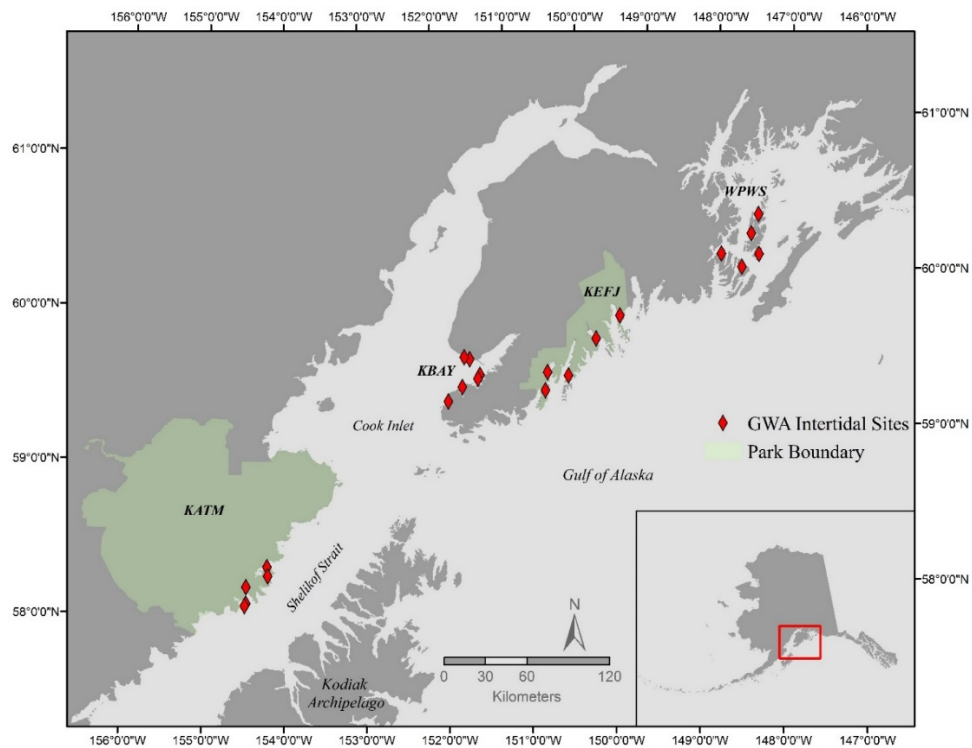 156°0'0"W 155°0'0"W 154°0'0"W 153°0'0"W 152°0'0"W 151°0'0"W 150°0'0"W 149°0'0"W 148°0'0"W 147°0'0"W 146°0'0"W
61°0'0"N
61°0'0"N
WPWS
60°0'0"N
KEFJ
60°0'0"N
KBAY
GWA Intertidal Sites
59°0'0"N
Cook Inlet
Park Boundary
59°0'0"N
Gulf of Alaska
KATM
Shelikof Strait
58°0'0"N
58°0'0"N
N
0 30 60 120
Kilometers
Kodiak
Archipelago
156°0'0"W 155°0'0"W 154°0'0"W 153°0'0"W 152°0'0"W 151°0'0"W 150°0'0"W 149°0'0"W 148°0'0"W 147°0'0"W